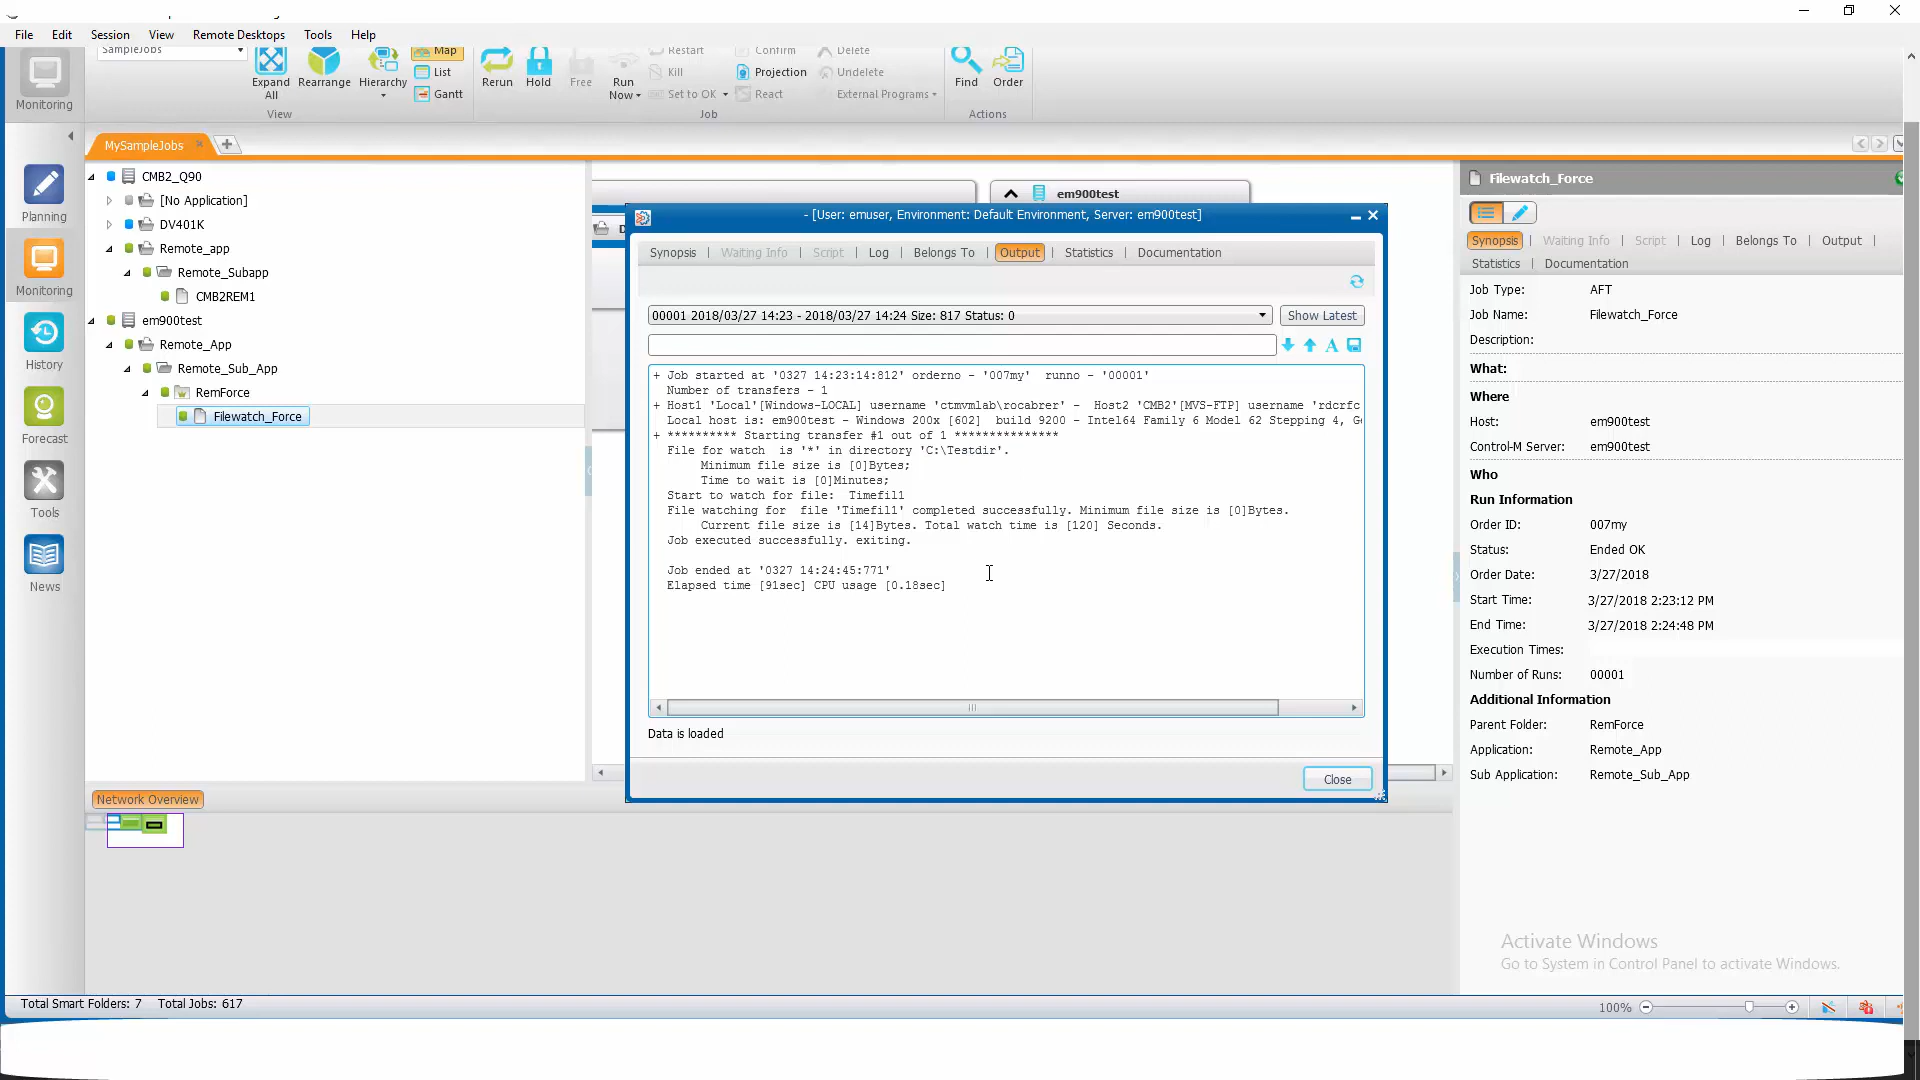 File Edit Session View Remote Desktops Tools Help
Monitoring
SampleJobs
Expand All
Rearrange
Hierarchy
Map
List
Gantt
View
Rerun
Hold
Free
Run Now
Restart
Kill
Set to OK
Confirm
Projection
React
Delete
Undelete
External Programs
Job
Find
Order
Actions
Planning
Monitoring
History
Forecast
Tools
News
MySampleJobs
CMB2_Q90
[No Application]
DV401K
Remote_app
Remote_Subapp
CMB2REM1
em900test
Remote_App
Remote_Sub_App
RemForce
Filewatch_Force
em900test
- [User: emuser, Environment: Default Environment, Server: em900test]
Synopsis | Waiting Info | Script | Log | Belongs To | Output | Statistics | Documentation
00001 2018/03/27 14:23 - 2018/03/27 14:24 Size: 817 Status: 0
Show Latest
+ Job started at '0327 14:23:14:812' orderno - '007my' runno - '00001'
Number of transfers - 1
+ Host1 'Local'[Windows-LOCAL] username 'ctmvmlab\rocabrer' - Host2 'CMB2'[MVS-FTP] username 'rdcrfc
Local host is: em900test - Windows 200x [602] build 9200 - Intel64 Family 6 Model 62 Stepping 4,
+ ********** Starting transfer #1 out of 1 ***************
File for watch is '*' in directory 'C:\Testdir'.
Minimum file size is [0]Bytes;
Time to wait is [0]Minutes;
Start to watch for file: Timefil1
File watching for file 'Timefil1' completed successfully. Minimum file size is [0]Bytes.
Current file size is [14]Bytes. Total watch time is [120] Seconds.
Job executed successfully. exiting.
Job ended at '0327 14:24:45:771'
Elapsed time [91sec] CPU usage [0.18sec]
Data is loaded
Close
Filewatch_Force
Synopsis | Waiting Info | Script | Log | Belongs To | Output |
Statistics | Documentation
Job Type: AFT
Job Name: Filewatch_Force
Description:
What:
Where
Host: em900test
Control-M Server: em900test
Who
Run Information
Order ID: 007my
Status: Ended OK
Order Date: 3/27/2018
Start Time: 3/27/2018 2:23:12 PM
End Time: 3/27/2018 2:24:48 PM
Execution Times:
Number of Runs: 00001
Additional Information
Parent Folder: RemForce
Application: Remote_App
Sub Application: Remote_Sub_App
Network Overview
Activate Windows
Go to System in Control Panel to activate Windows.
Total Smart Folders: 7 Total Jobs: 617
100%